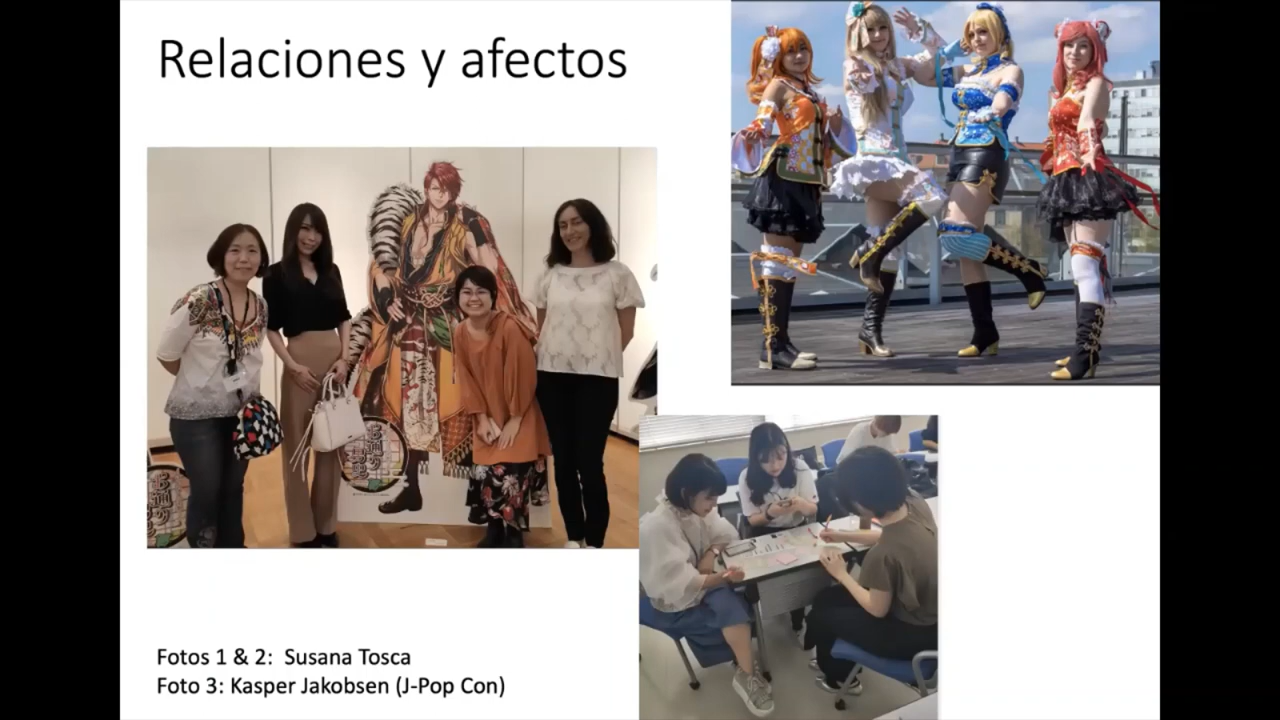 Relaciones y afectos
Fotos 1 & 2:  Susana Tosca
Foto 3: Kasper Jakobsen (J-Pop Con)